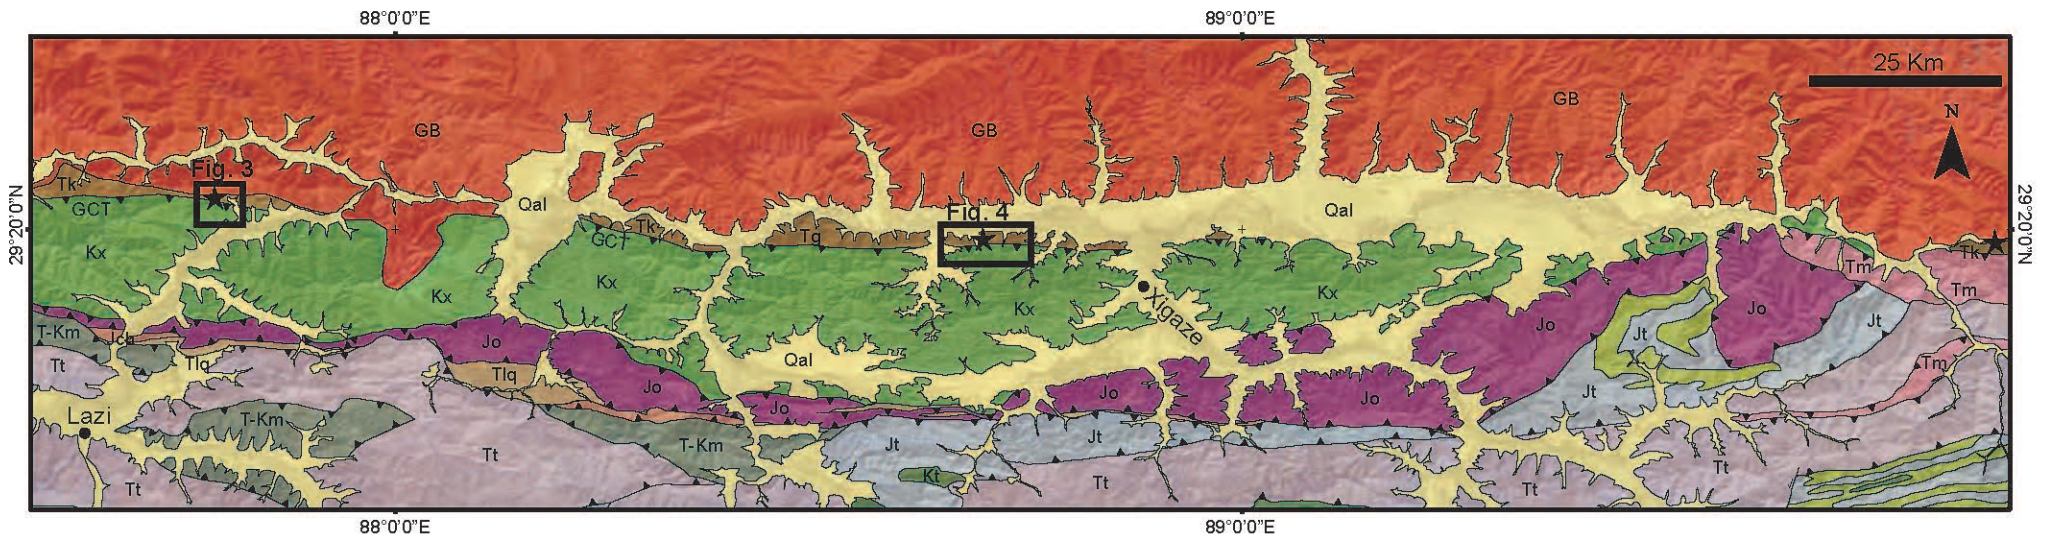 88°0'0"E
89°0'0"E
25 Km
N
GB
GB
GB
Fig. 3
Tk
GCT
Qal
Fig. 4
Qal
Tk
GCT
Tq
29°20'0"N
29°20'0"N
Kx
Kx
Kx
Kx
Kx
Tk
Tm
Tm
Xigaze
T-Km
Tlq
Tt
Jo
Tlq
Jo
Qal
Jo
Jo
Jo
Jo
Jo
Jt
Jt
Jt
Tm
Lazi
T-Km
Tt
Tt
T-Km
Jt
Kt
Jt
Tt
Tt
Tt
88°0'0"E
89°0'0"E